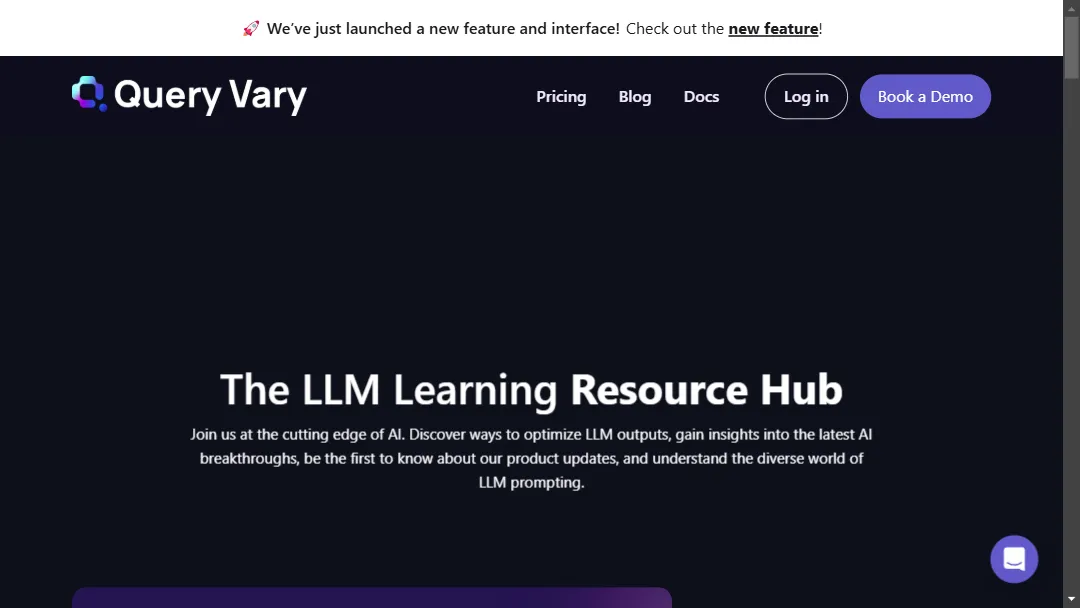 🚀 We've just launched a new feature and interface! Check out the new feature!
Query Vary
Pricing
Blog
Docs
Log in
Book a Demo
The LLM Learning Resource Hub
Join us at the cutting edge of AI. Discover ways to optimize LLM outputs, gain insights into the latest AI
breakthroughs, be the first to know about our product updates, and understand the diverse world of
LLM prompting.